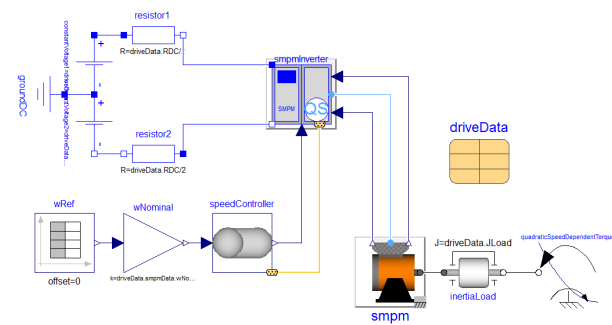 resistor1
R=driveData.RDC/...
smpmInverter
SMPM
QS
groundDC
+
-
+
-
resistor2
R=driveData.RDC/2
driveData
wRef
offset=0
wNominal
k=driveData.smpmData.wNo...
speedController
J=driveData.JLoad
inertiaLoad
quadraticSpeedDependentTorque
smpm